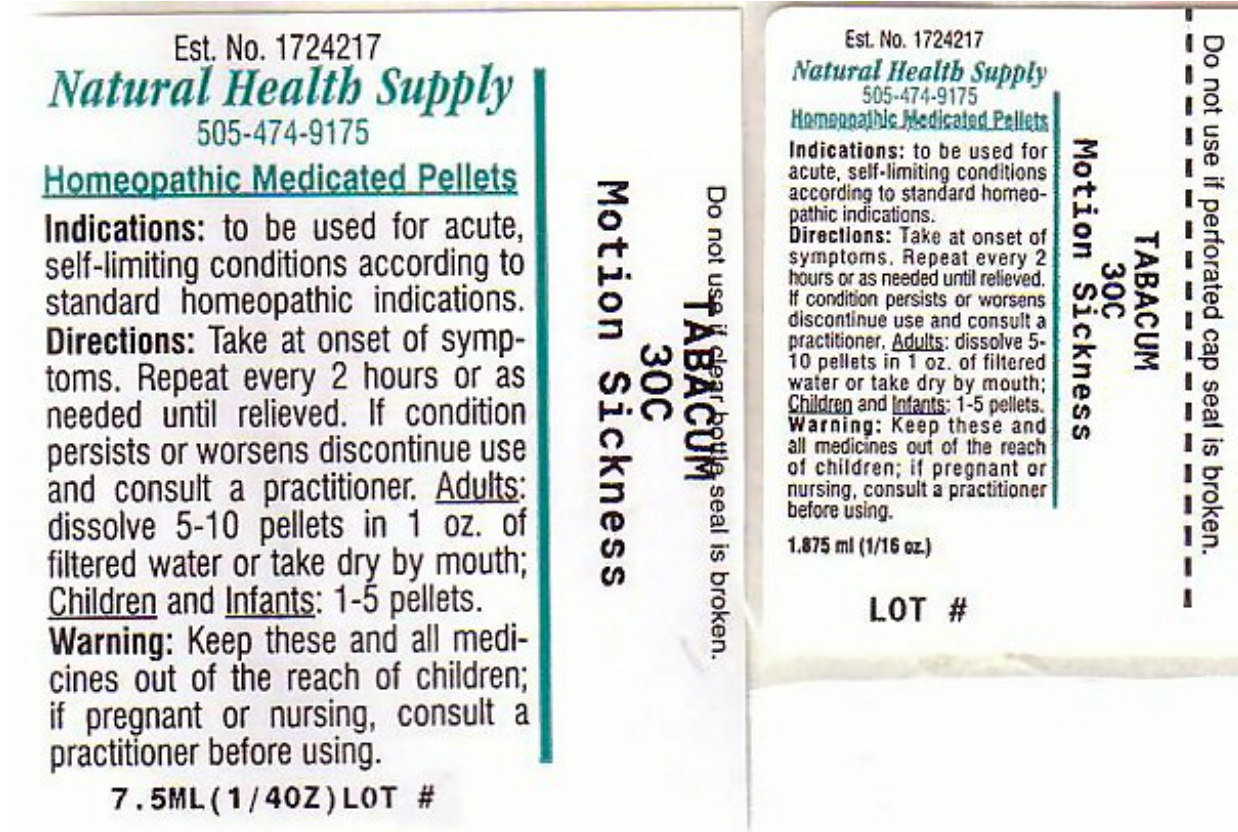 Est. No. 1724217
Natural Health Supply
505-474-9175
Homeopathic Medicated Pellets
Indications: to be used for acute,
self-limiting conditions according to
standard homeopathic indications.
Directions: Take at onset of symp-
toms. Repeat every 2 hours or as
needed until relieved. If condition
persists or worsens discontinue use
and consult a practitioner. Adults:
dissolve 5-10 pellets in 1 oz. of
filtered water or take dry by mouth;
Children and Infants: 1-5 pellets.
Warning: Keep these and all medi-
cines out of the reach of children;
if pregnant or nursing, consult a
practitioner before using.
7.5ML(1/4OZ)LOT #
Do not use if clear bottle seal is broken.
TABACUM
30C
Motion Sickness
Est. No. 1724217
Natural Health Supply
505-474-9175
Homeopathic Medicated Pellets
Indications: to be used for
acute, self-limiting conditions
according to standard homeo-
pathic indications.
Directions: Take at onset of
symptoms. Repeat every 2
hours or as needed until relieved.
If condition persists or worsens
discontinue use and consult a
practitioner. Adults: dissolve 5-
10 pellets in 1 oz. of filtered
water or take dry by mouth;
Children and Infants: 1-5 pellets.
Warning: Keep these and
all medicines out of the reach
of children; if pregnant or
nursing, consult a practitioner
before using.
1.875 ml (1/16 oz.)
LOT #
Do not use if perforated cap seal is broken.
TABACUM
30C
Motion Sickness